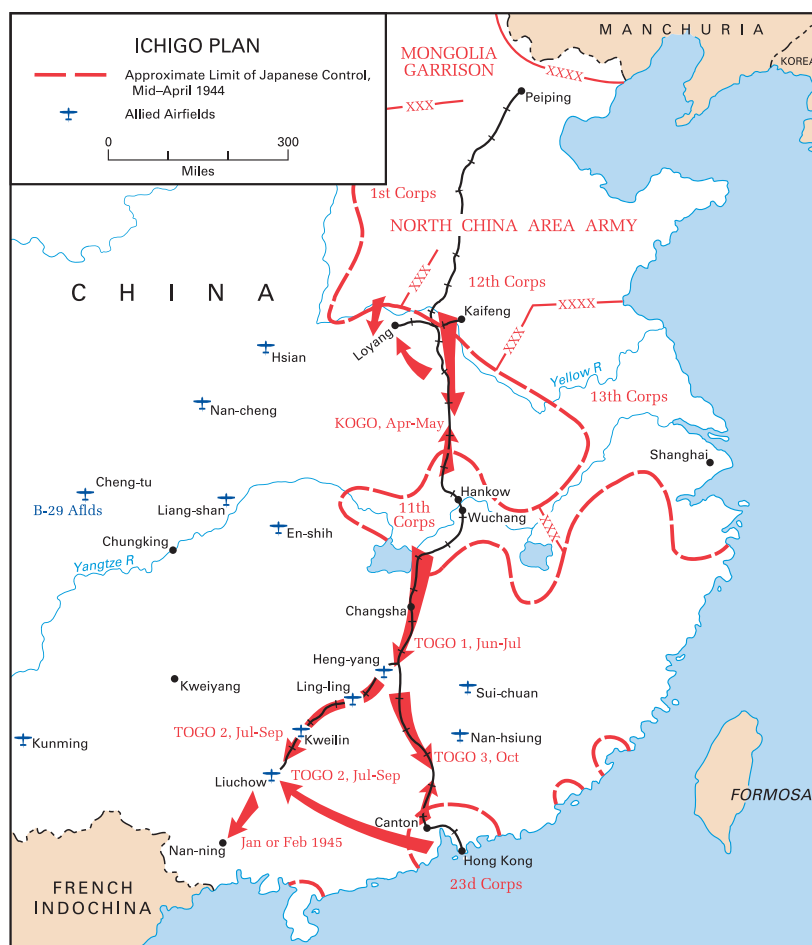 ICHIGO PLAN
Approximate Limit of Japanese Control,
Mid–April 1944
Allied Airfields
0
300
Miles
MANCHURIA
KOREA
MONGOLIA
GARRISON
XXXX
XXX
Peiping
1st Corps
NORTH CHINA AREA ARMY
12th Corps
XXX
XXXX
XXX
CHINA
Kaifeng
Loyang
Hsian
Yellow R
Nan-cheng
13th Corps
KOGO, Apr-May
Shanghai
Cheng-tu
B-29 Aflds
Liang-shan
Hankow
11th
Corps
Wuchang
En-shih
XXX
Chungking
Yangtze R
Changsha
TOGO 1, Jun-Jul
Heng-yang
Kweiyang
Ling-ling
Sui-chuan
TOGO 2, Jul-Sep
Kweilin
Nan-hsiung
Kunming
TOGO 3, Oct
Liuchow
TOGO 2, Jul-Sep
FORMOSA
Canton
Nan-ning
Jan or Feb 1945
Hong Kong
FRENCH
INDOCHINA
23d Corps